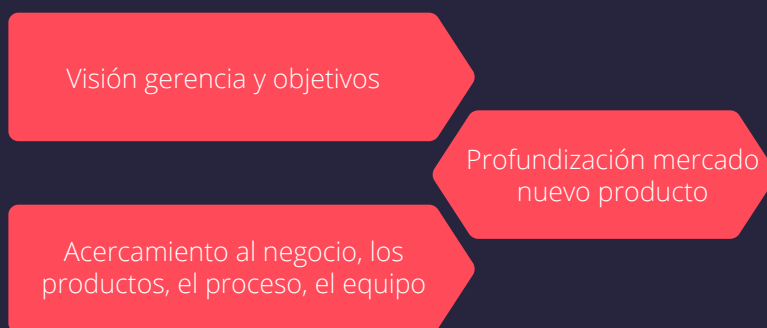 Visión gerencia y objetivos
Profundización mercado
nuevo producto
Acercamiento al negocio, los
productos, el proceso, el equipo